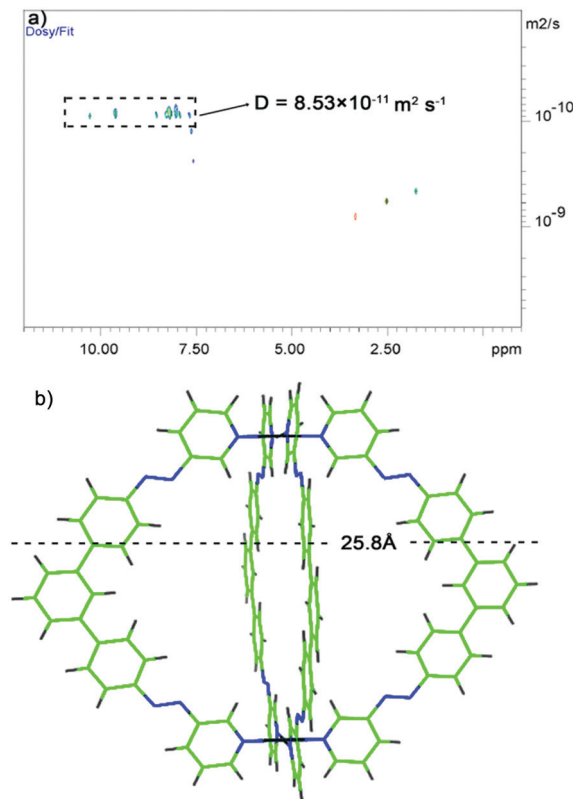 a)
Dosy/Fit
m2/s
D = 8.53×10⁻¹¹ m² s⁻¹
10⁻¹⁰
10⁻⁹
10.00 7.50 5.00 2.50 ppm
b)
25.8Å